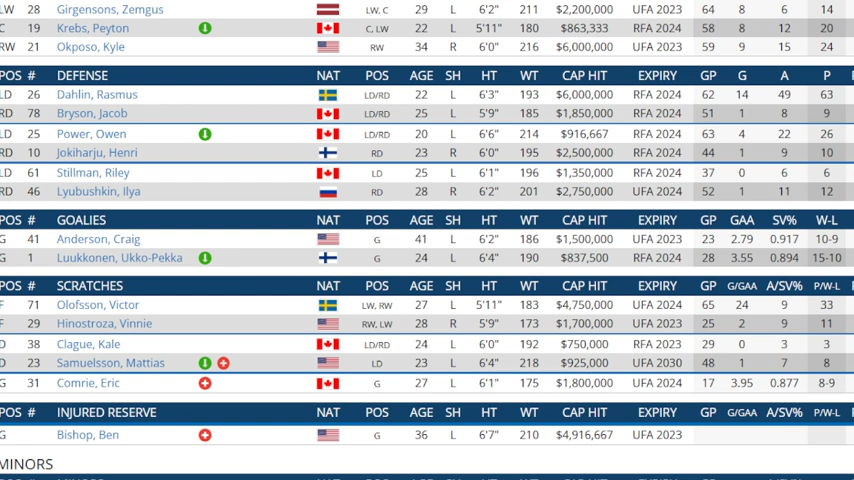 LW 28 Girgensons, Zemgus LW, C 29 L 6'2" 211 $2,200,000 UFA 2023 64 8 6 14
C 19 Krebs, Peyton C, LW 22 L 5'11" 180 $863,333 RFA 2024 58 8 12 20
RW 21 Okposo, Kyle RW 34 R 6'0" 216 $6,000,000 UFA 2023 59 9 15 24
POS # DEFENSE NAT POS AGE SH HT WT CAP HIT EXPIRY GP G A P
LD 26 Dahlin, Rasmus LD/RD 22 L 6'3" 193 $6,000,000 RFA 2024 62 14 49 63
RD 78 Bryson, Jacob LD/RD 25 L 5'9" 185 $1,850,000 RFA 2024 51 1 8 9
LD 25 Power, Owen LD/RD 20 L 6'6" 214 $916,667 RFA 2024 63 4 22 26
RD 10 Jokiharju, Henri RD 23 R 6'0" 195 $2,500,000 RFA 2024 44 1 9 10
LD 61 Stillman, Riley LD 25 L 6'1" 196 $1,350,000 RFA 2024 37 0 6 6
RD 46 Lyubushkin, Ilya RD 28 R 6'2" 201 $2,750,000 UFA 2024 52 1 11 12
POS # GOALIES NAT POS AGE SH HT WT CAP HIT EXPIRY GP GAA SV% W-L
G 41 Anderson, Craig G 41 L 6'2" 186 $1,500,000 UFA 2023 23 2.79 0.917 10-9
G 1 Luukkonen, Ukko-Pekka G 24 L 6'4" 190 $837,500 RFA 2024 28 3.55 0.894 15-10
POS # SCRATCHES NAT POS AGE SH HT WT CAP HIT EXPIRY GP G/GAA A/SV% P/W-L
F 71 Olofsson, Victor LW, RW 27 L 5'11" 183 $4,750,000 UFA 2024 65 24 9 33
F 29 Hinostroza, Vinnie RW, LW 28 R 5'9" 173 $1,700,000 UFA 2023 25 2 9 11
D 38 Clague, Kale LD/RD 24 L 6'0" 192 $750,000 RFA 2023 29 0 3 3
D 23 Samuelsson, Mattias LD 23 L 6'4" 218 $925,000 UFA 2030 48 1 7 8
G 31 Comrie, Eric G 27 L 6'1" 175 $1,800,000 UFA 2024 17 3.95 0.877 8-9
POS # INJURED RESERVE NAT POS AGE SH HT WT CAP HIT EXPIRY GP G/GAA A/SV% P/W-L
G Bishop, Ben G 36 L 6'7" 210 $4,916,667 UFA 2023
MINORS